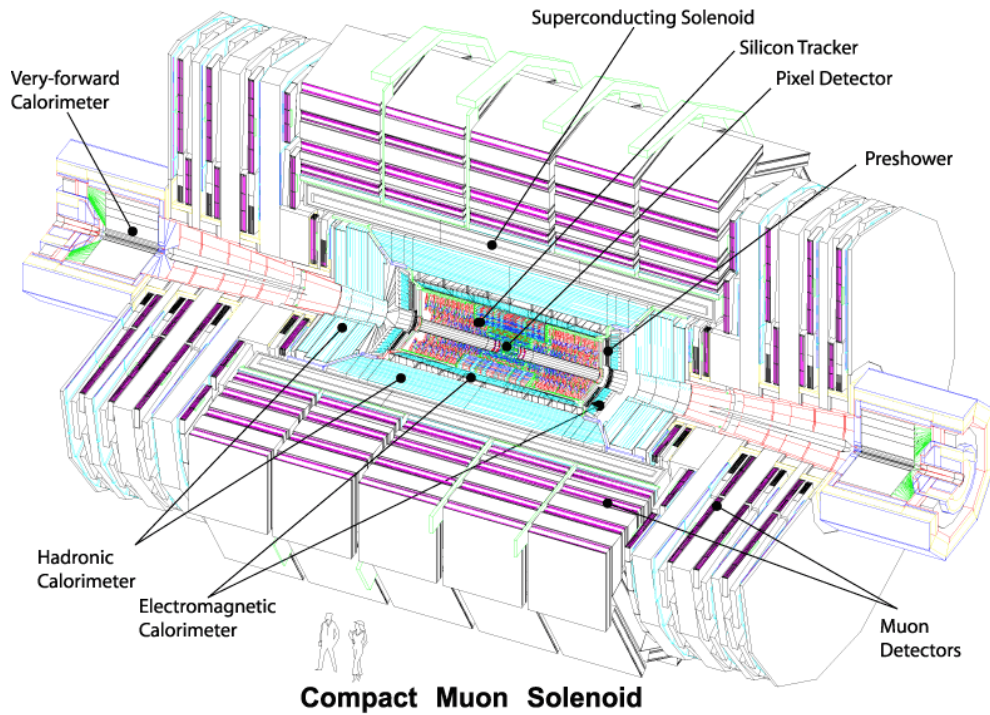 Superconducting Solenoid
Silicon Tracker
Pixel Detector
Very-forward
Calorimeter
Preshower
Hadronic
Calorimeter
Electromagnetic
Calorimeter
Muon
Detectors
Compact Muon Solenoid